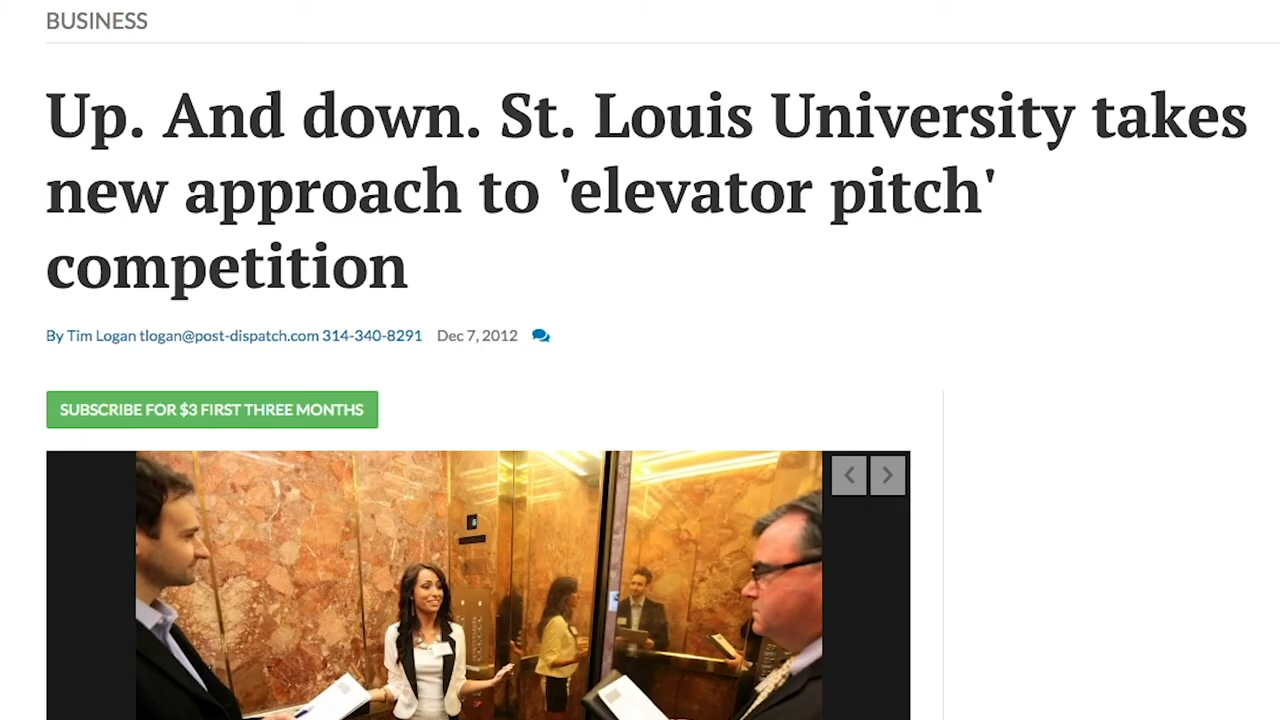 BUSINESS
Up. And down. St. Louis University takes
new approach to 'elevator pitch'
competition
By Tim Logan tlogan@post-dispatch.com 314-340-8291 Dec 7, 2012
SUBSCRIBE FOR $3 FIRST THREE MONTHS